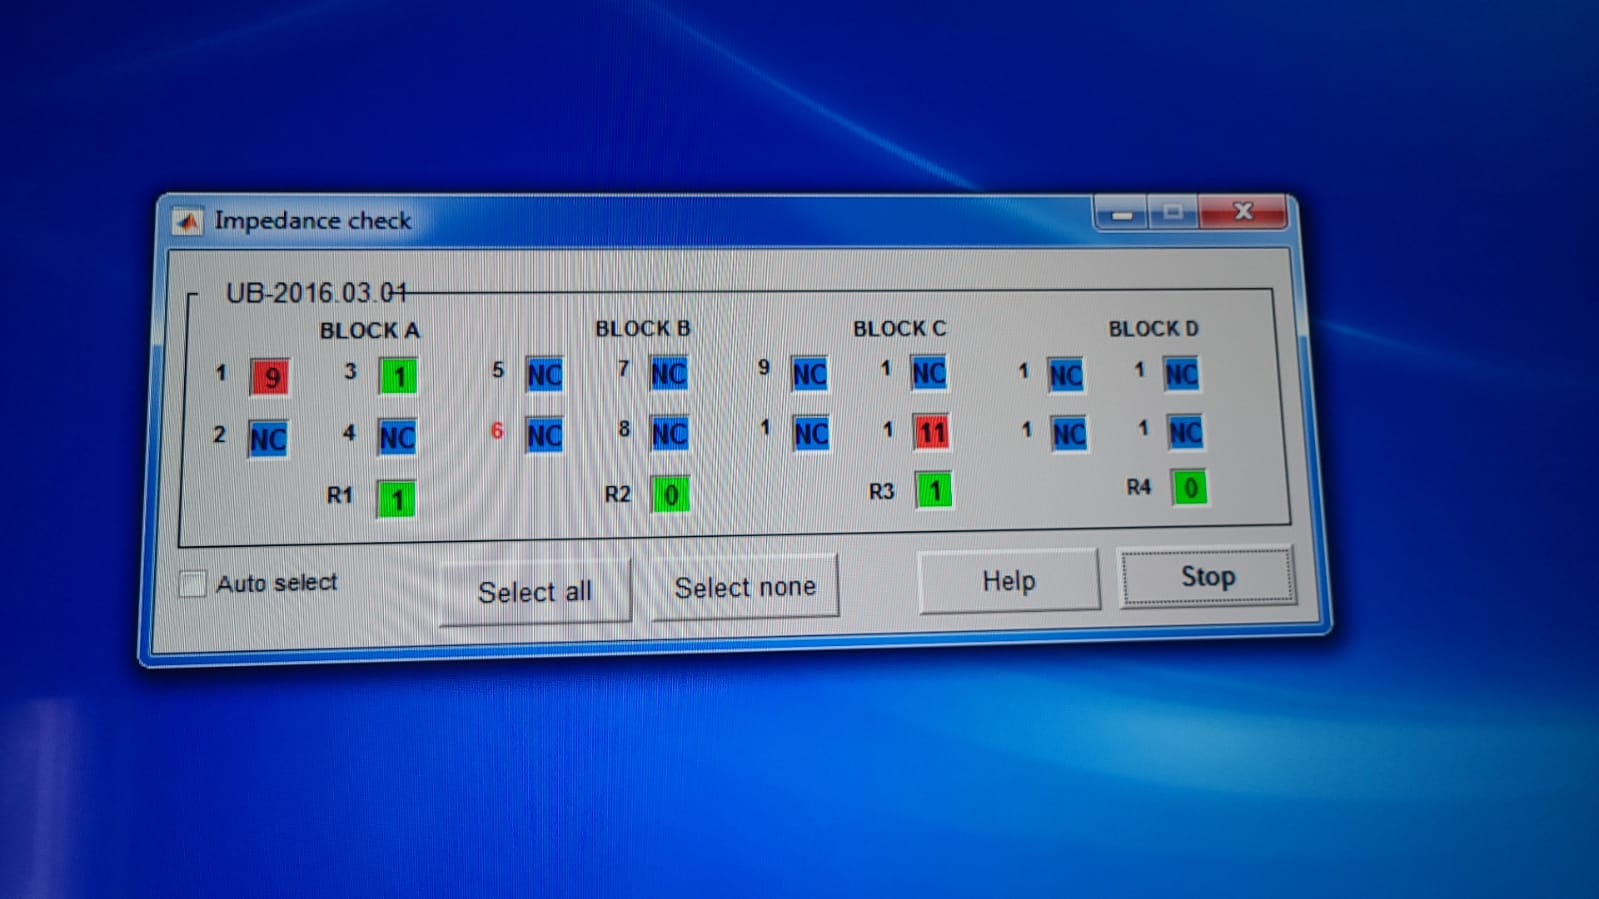 Impedance check
UB-2016.03.01
BLOCK A BLOCK B BLOCK C BLOCK D
1 9 3 1 5 NC 7 NC 9 NC 1 NC 1 NC 1 NC
2 NC 4 NC 6 NC 8 NC 1 NC 1 11 1 NC 1 NC
R1 1 R2 0 R3 1 R4 0
Auto select Select all Select none Help Stop